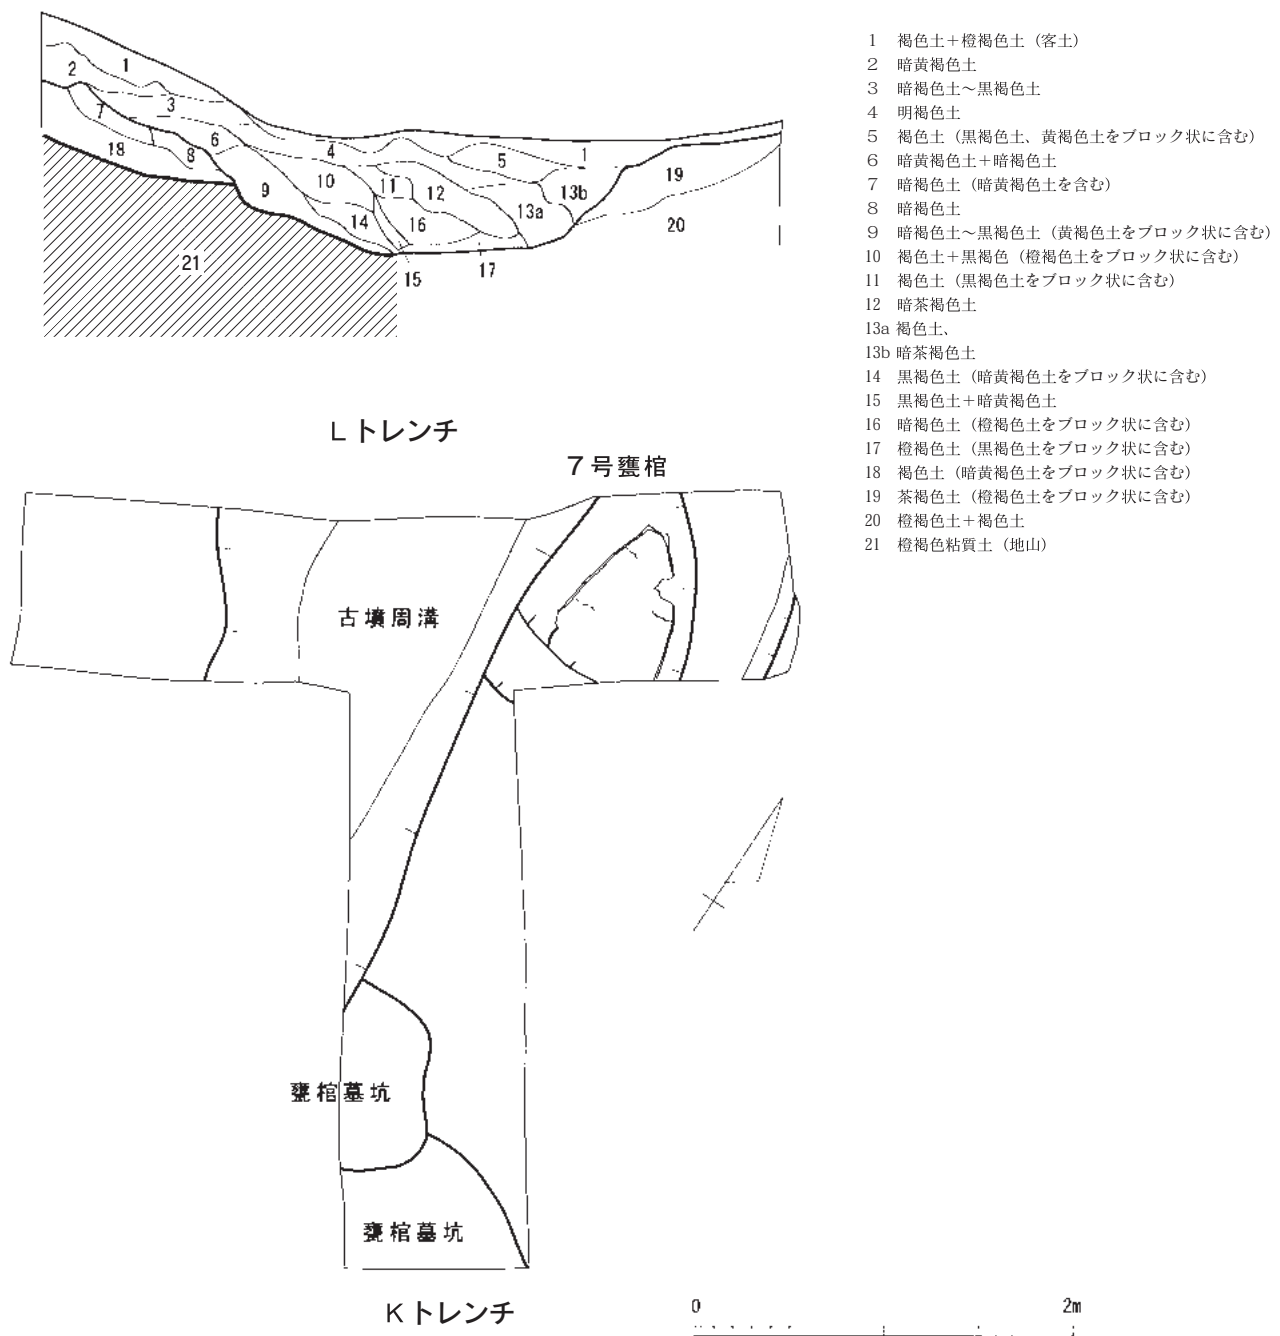 1 褐色土＋橙褐色土（客土）
2 暗黄褐色土
3 暗褐色土～黒褐色土
4 明褐色土
5 褐色土（黒褐色土、黄褐色土をブロック状に含む）
6 暗黄褐色土＋暗褐色土
7 暗褐色土（暗黄褐色土を含む）
8 暗褐色土
9 暗褐色土～黒褐色土（黄褐色土をブロック状に含む）
10 褐色土＋黒褐色（橙褐色土をブロック状に含む）
11 褐色土（黒褐色土をブロック状に含む）
12 暗茶褐色土
13a 褐色土、
13b 暗茶褐色土
14 黒褐色土（暗黄褐色土をブロック状に含む）
15 黒褐色土＋暗黄褐色土
16 暗褐色土（橙褐色土をブロック状に含む）
17 橙褐色土（黒褐色土をブロック状に含む）
18 褐色土（暗黄褐色土をブロック状に含む）
19 茶褐色土（橙褐色土をブロック状に含む）
20 橙褐色土＋褐色土
21 橙褐色粘質土（地山）
1
2
3
7
6
18
8
9
4
10
11
12
5
1
13b
13a
14
16
15
17
19
20
21
Lトレンチ
7号甕棺
古墳周溝
甕棺墓坑
甕棺墓坑
Kトレンチ
0 2m